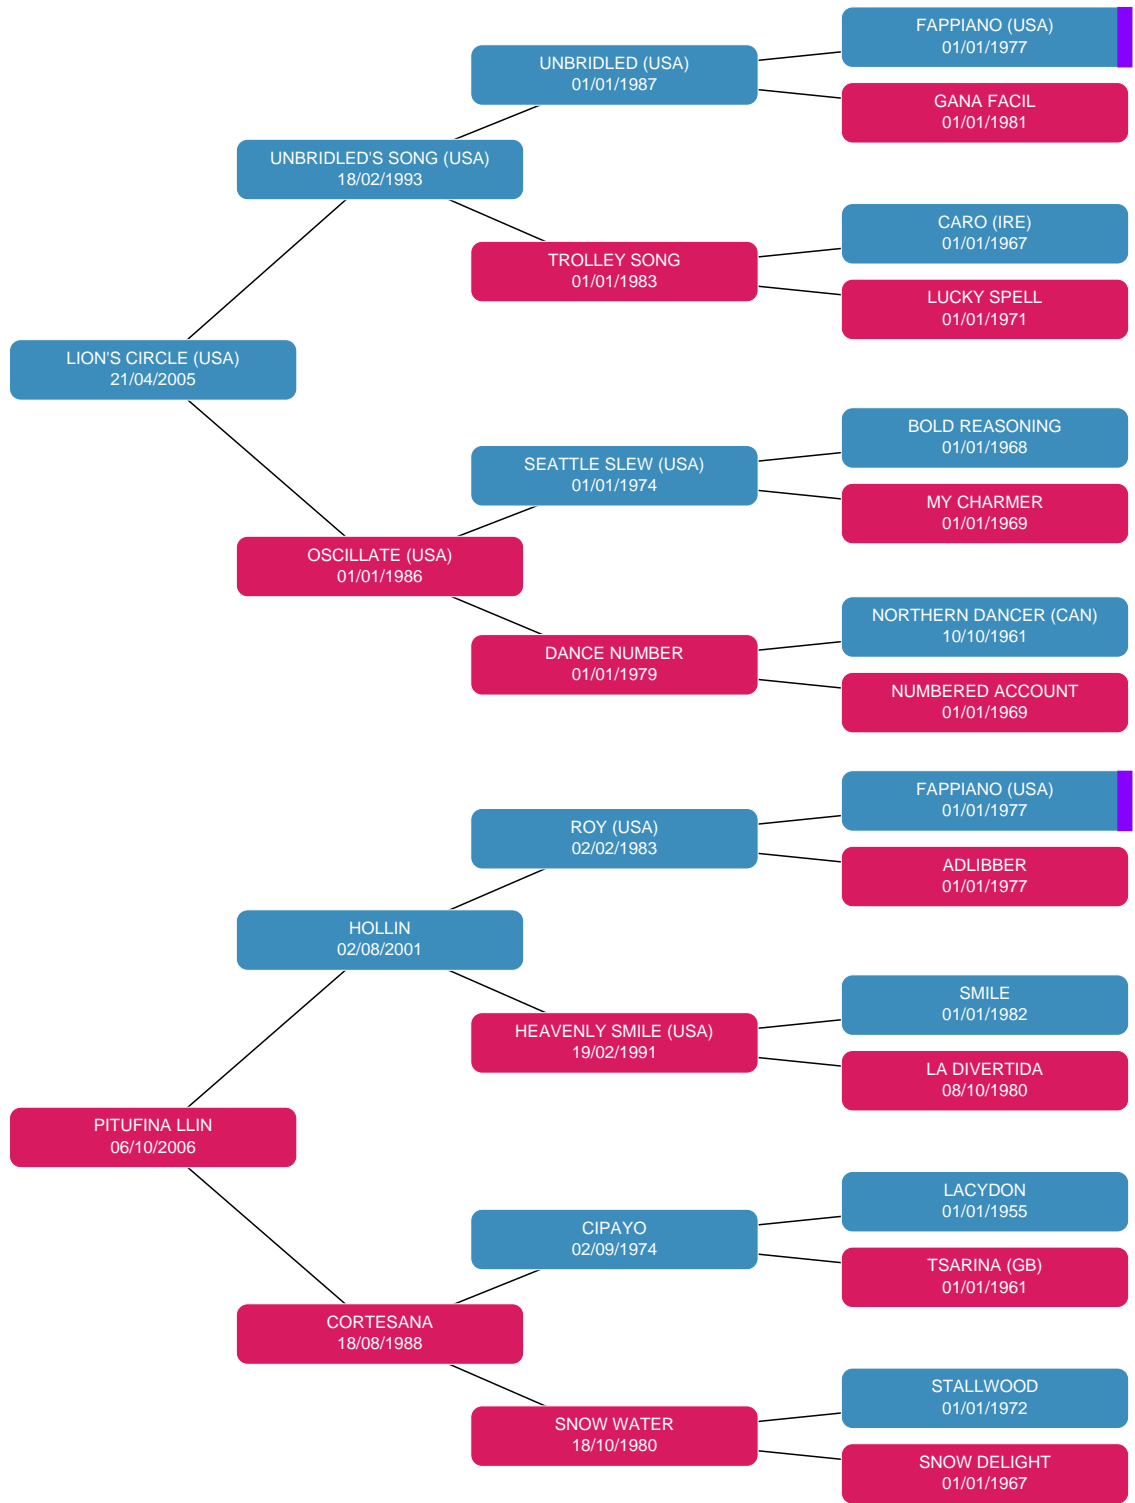 FAPPIANO (USA)
01/01/1977
UNBRIDLED (USA)
01/01/1987
GANA FACIL
01/01/1981
UNBRIDLED'S SONG (USA)
18/02/1993
CARO (IRE)
01/01/1967
TROLLEY SONG
01/01/1983
LUCKY SPELL
01/01/1971
LION'S CIRCLE (USA)
21/04/2005
BOLD REASONING
01/01/1968
SEATTLE SLEW (USA)
01/01/1974
MY CHARMER
01/01/1969
OSCILLATE (USA)
01/01/1986
NORTHERN DANCER (CAN)
10/10/1961
DANCE NUMBER
01/01/1979
NUMBERED ACCOUNT
01/01/1969
FAPPIANO (USA)
01/01/1977
ROY (USA)
02/02/1983
ADLIBBER
01/01/1977
HOLLIN
02/08/2001
SMILE
01/01/1982
HEAVENLY SMILE (USA)
19/02/1991
LA DIVERTIDA
08/10/1980
PITUFINA LLIN
06/10/2006
LACYDON
01/01/1955
CIPAYO
02/09/1974
TSARINA (GB)
01/01/1961
CORTESANA
18/08/1988
STALLWOOD
01/01/1972
SNOW WATER
18/10/1980
SNOW DELIGHT
01/01/1967